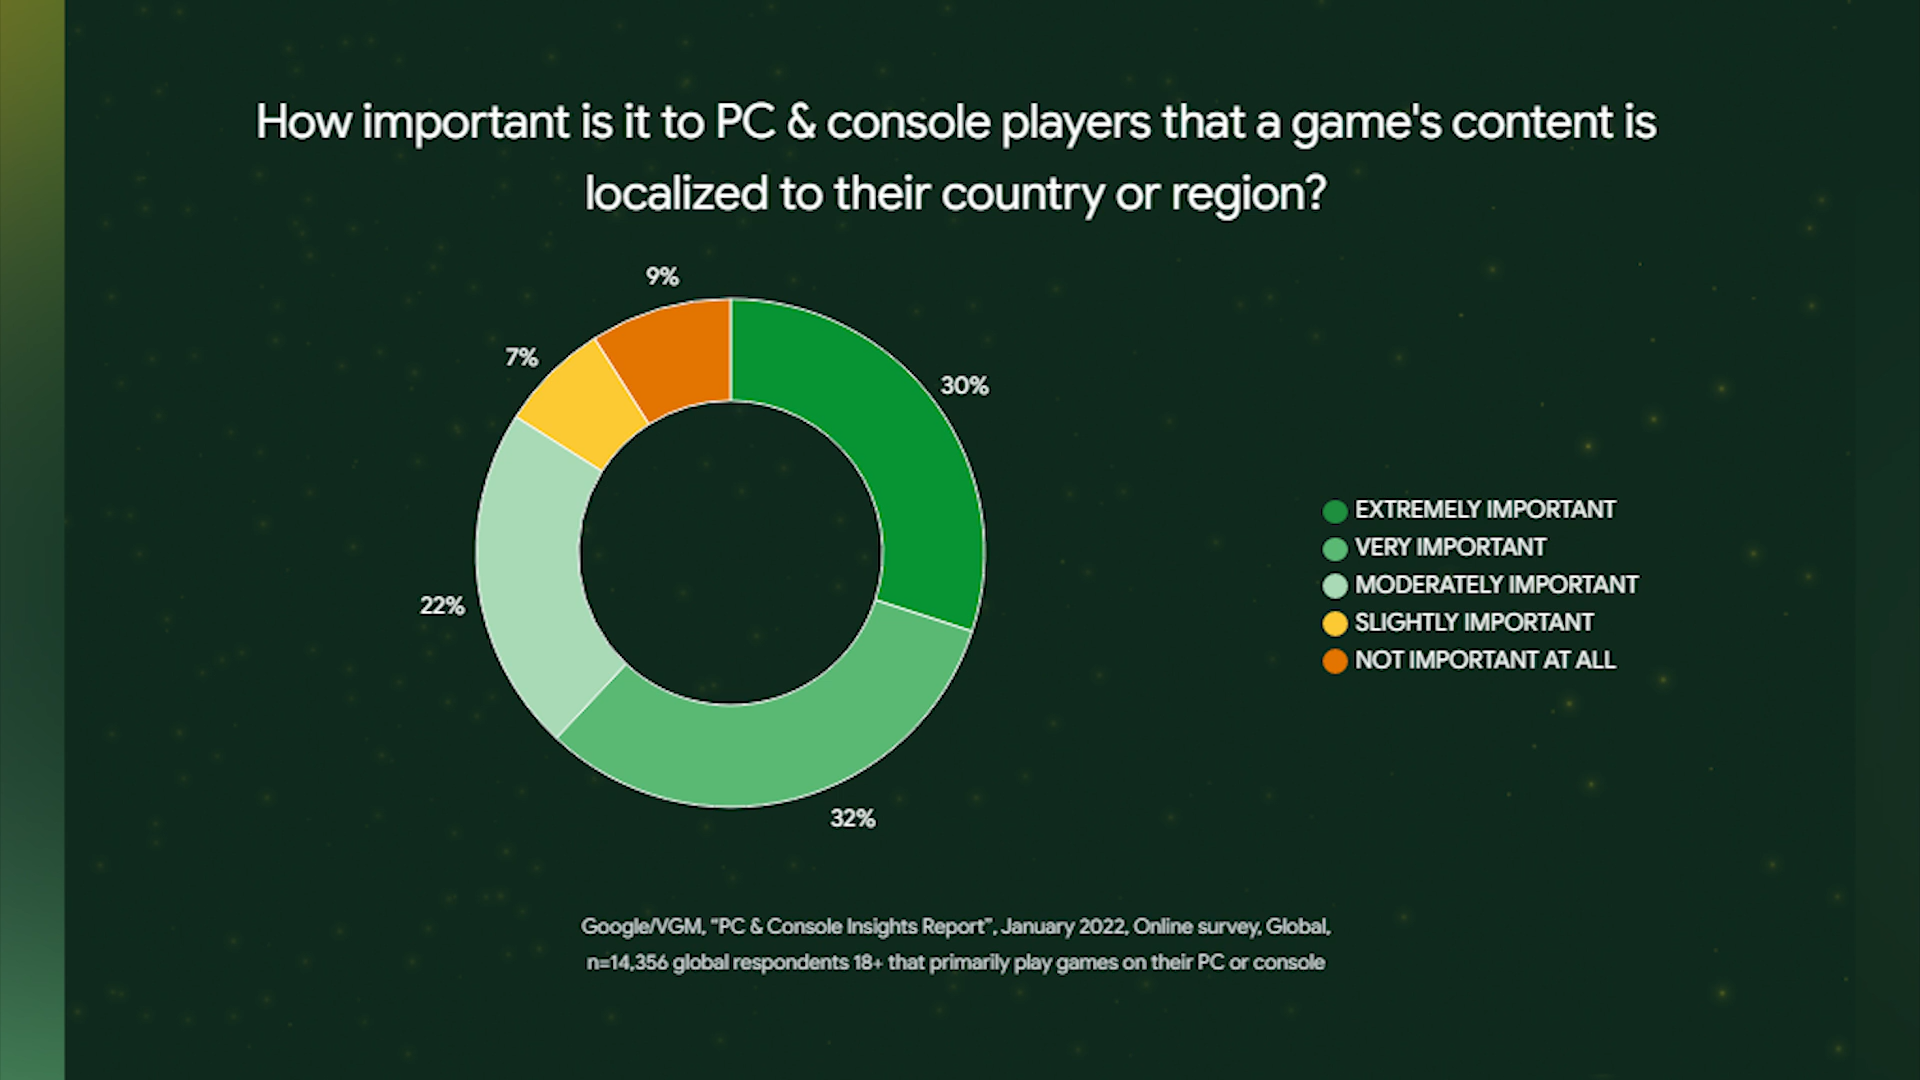 How important is it to PC & console players that a game's content is
localized to their country or region?
9%
7%
30%
22%
32%
EXTREMELY IMPORTANT
VERY IMPORTANT
MODERATELY IMPORTANT
SLIGHTLY IMPORTANT
NOT IMPORTANT AT ALL
Google/VGM, “PC & Console Insights Report”, January 2022, Online survey, Global,
n=14,356 global respondents 18+ that primarily play games on their PC or console